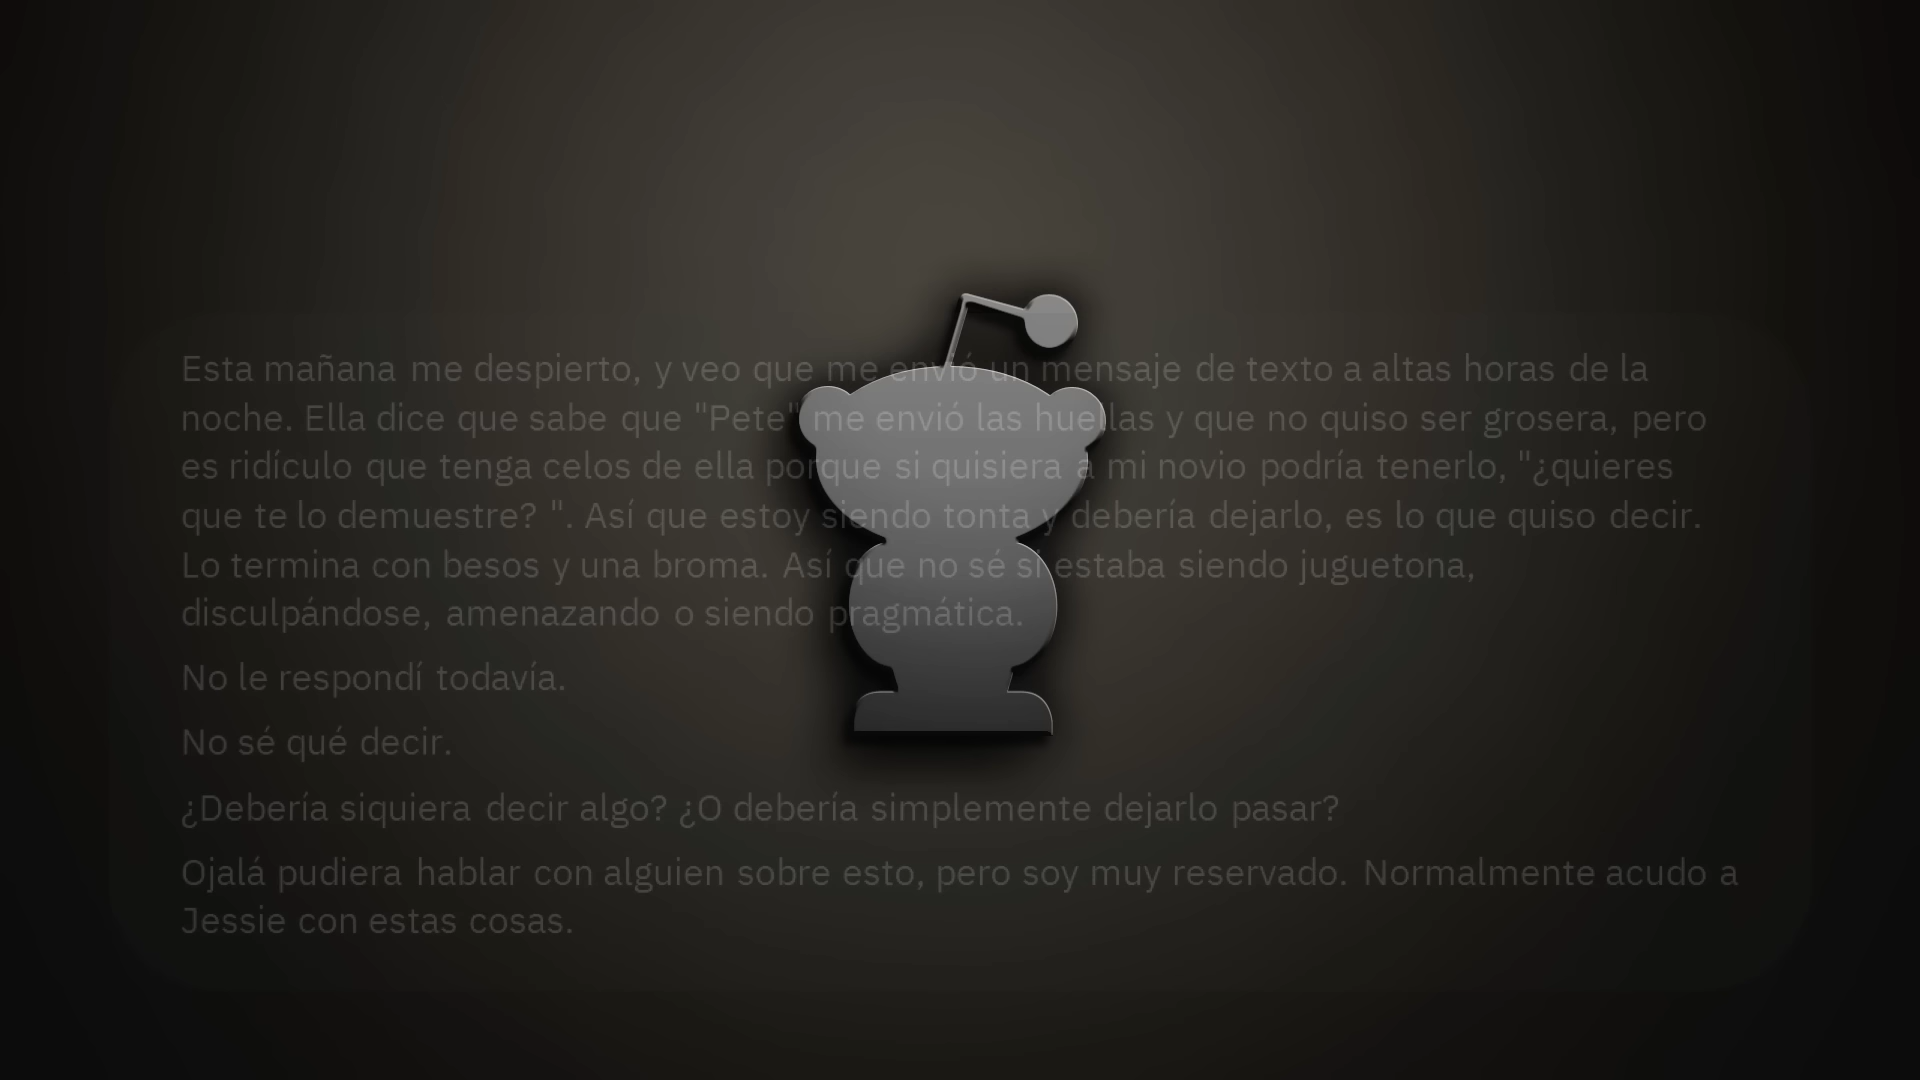 Esta mañana me despierto, y veo que me envió un mensaje de texto a altas horas de la
noche. Ella dice que sabe que "Pete" me envió las huellas y que no quiso ser grosera, pero
es ridículo que tenga celos de ella porque si quisiera a mi novio podría tenerlo, "¿quieres
que te lo demuestre? ". Así que estoy siendo tonta y debería dejarlo, es lo que quiso decir.
Lo termina con besos y una broma. Así que no sé si estaba siendo juguetona,
disculpándose, amenazando o siendo pragmática.
No le respondí todavía.
No sé qué decir.
¿Debería siquiera decir algo? ¿O debería simplemente dejarlo pasar?
Ojalá pudiera hablar con alguien sobre esto, pero soy muy reservado. Normalmente acudo a
Jessie con estas cosas.